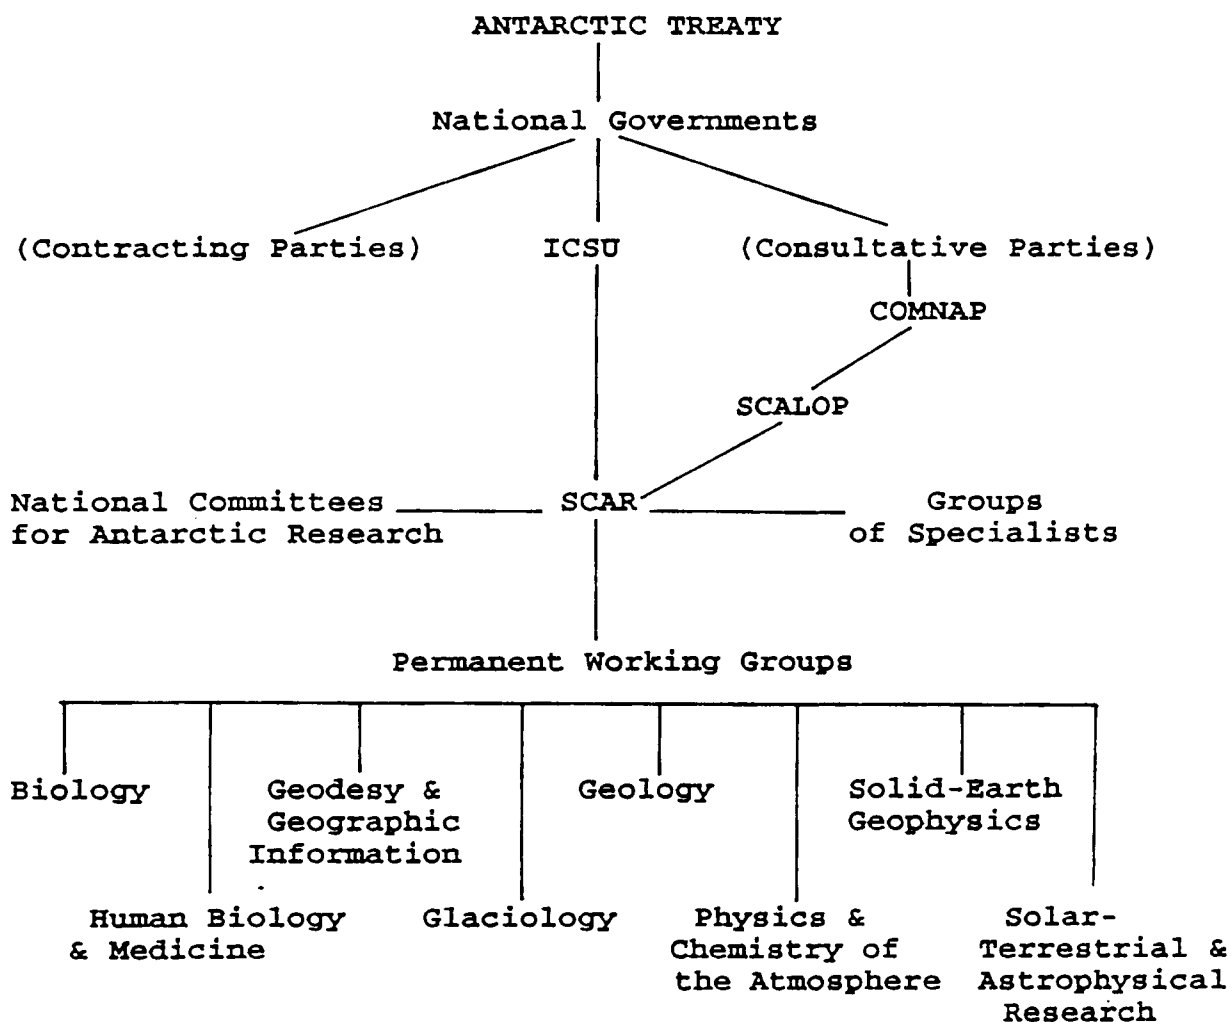 ANTARCTIC TREATY
National Governments
(Contracting Parties)
ICSU
(Consultative Parties)
COMNAP
SCALOP
National Committees
for Antarctic Research
SCAR
Groups
of Specialists
Permanent Working Groups
Biology
Geodesy &
Geographic
Information
Geology
Solid-Earth
Geophysics
Human Biology
& Medicine
Glaciology
Physics &
Chemistry of
the Atmosphere
Solar-
Terrestrial &
Astrophysical
Research